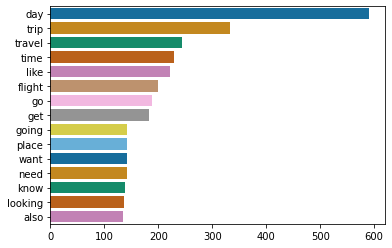 day
trip
travel
time
like
flight
go
get
going
place
want
need
know
looking
also
0 100 200 300 400 500 600